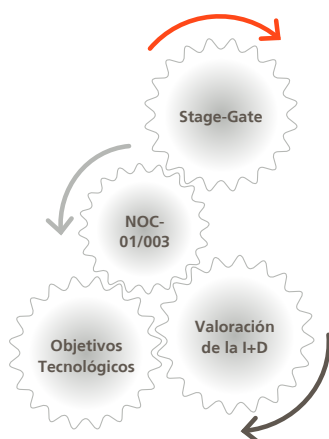 Stage-Gate
NOC-
01/003
Objetivos
Tecnológicos
Valoración
de la I+D